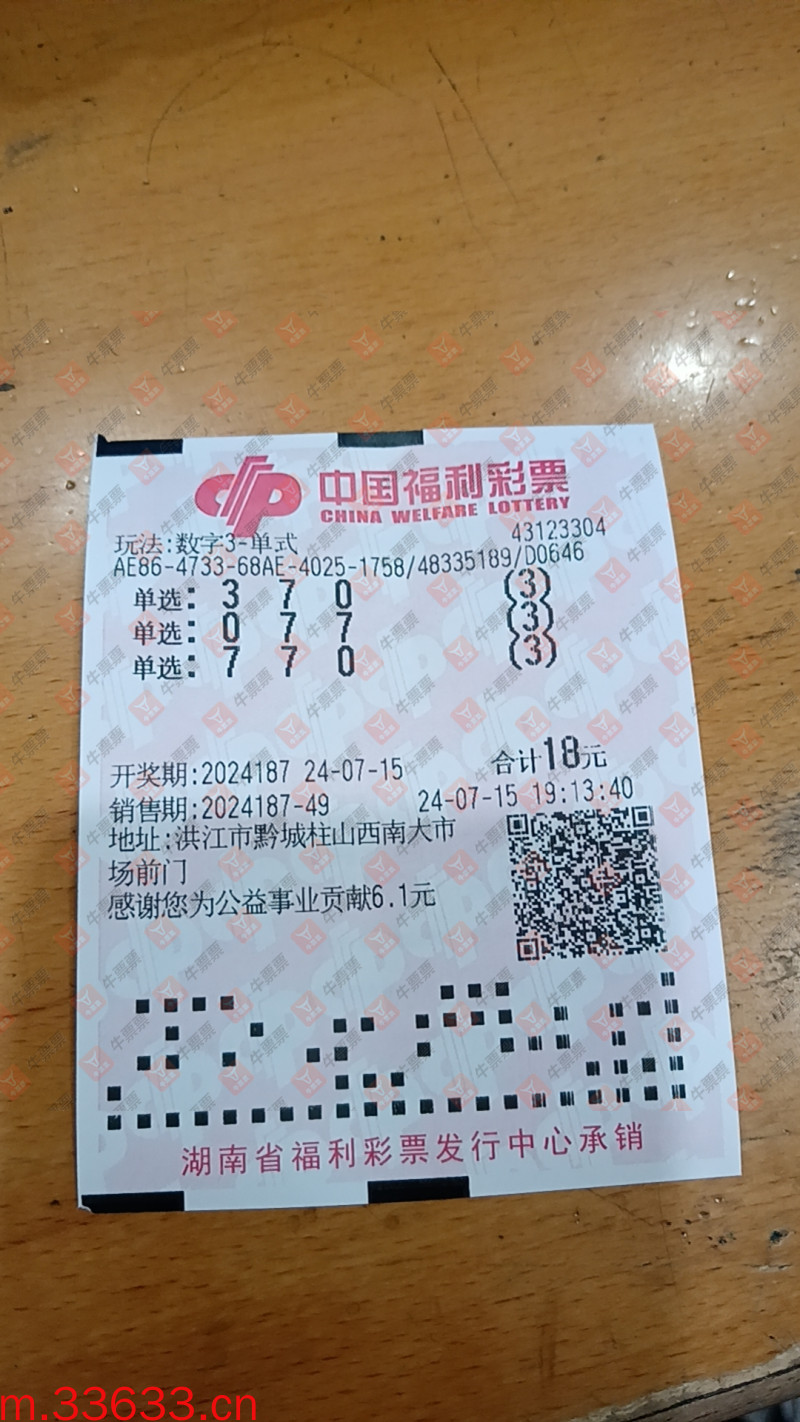 中国福利彩票
CHINA WELFARE LOTTERY
玩法:数字3-单式 43123304
AE86-4733-68AE-4025-1758/48335189/D0646
单选: 3 7 0 (3)
单选: 0 7 7 (3)
单选: 7 7 0 (3)
开奖期:2024187 24-07-15 合计18元
销售期:2024187-49 24-07-15 19:13:40
地址:洪江市黔城柱山西南大市
场前门
感谢您为公益事业贡献6.1元
湖南省福利彩票发行中心承销
牛票票
m.33633.cn